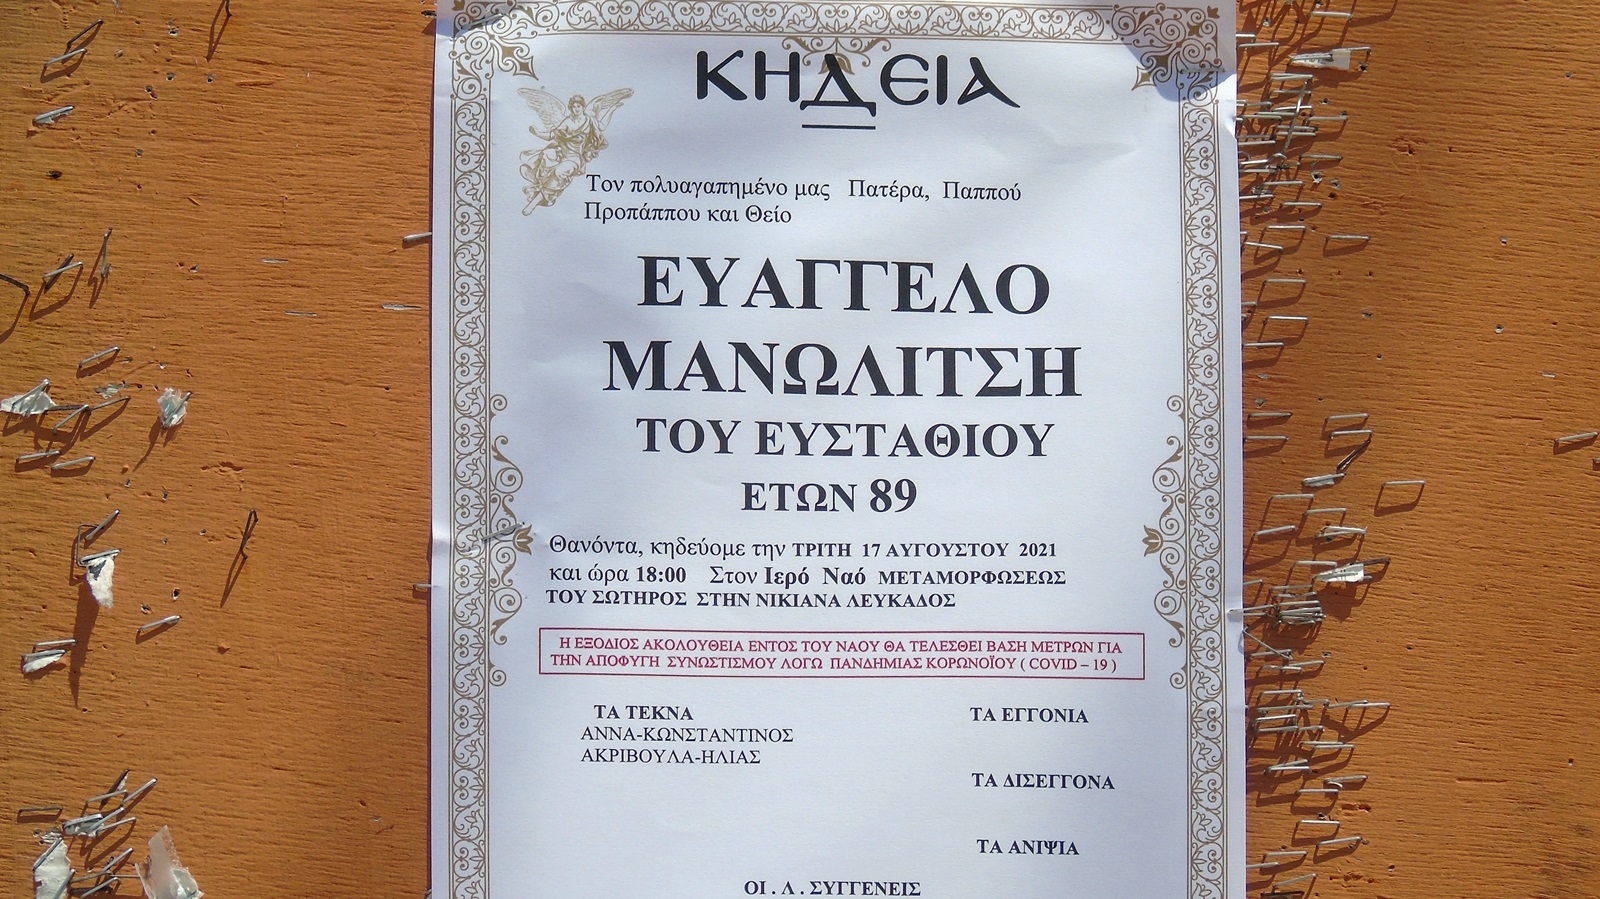 ΚΗΔΕΙΑ
Τον πολυαγαπημένο μας Πατέρα, Παππού
Προπάππου και Θείο
ΕΥΑΓΓΕΛΟ
ΜΑΝΩΛΙΤΣΗ
ΤΟΥ ΕΥΣΤΑΘΙΟΥ
ΕΤΩΝ 89
Θανόντα, κηδεύομε την ΤΡΙΤΗ 17 ΑΥΓΟΥΣΤΟΥ 2021
και ώρα 18:00 Στον Ιερό Ναό ΜΕΤΑΜΟΡΦΩΣΕΩΣ
ΤΟΥ ΣΩΤΗΡΟΣ ΣΤΗΝ ΝΙΚΙΑΝΑ ΛΕΥΚΑΔΟΣ
Η ΕΞΟΔΙΟΣ ΑΚΟΛΟΥΘΕΙΑ ΕΝΤΟΣ ΤΟΥ ΝΑΟΥ ΘΑ ΤΕΛΕΣΘΕΙ ΒΑΣΗ ΜΕΤΡΩΝ ΓΙΑ
ΤΗΝ ΑΠΟΦΥΓΗ ΣΥΝΩΣΤΙΣΜΟΥ ΛΟΓΩ ΠΑΝΔΗΜΙΑΣ ΚΟΡΩΝΟΪΟΥ ( COVID – 19 )
ΤΑ ΤΕΚΝΑ
ΑΝΝΑ-ΚΩΝΣΤΑΝΤΙΝΟΣ
ΑΚΡΙΒΟΥΛΑ-ΗΛΙΑΣ
ΤΑ ΕΓΓΟΝΙΑ
ΤΑ ΔΙΣΕΓΓΟΝΑ
ΤΑ ΑΝΙΨΙΑ
ΟΙ . Λ . ΣΥΓΓΕΝΕΙΣ